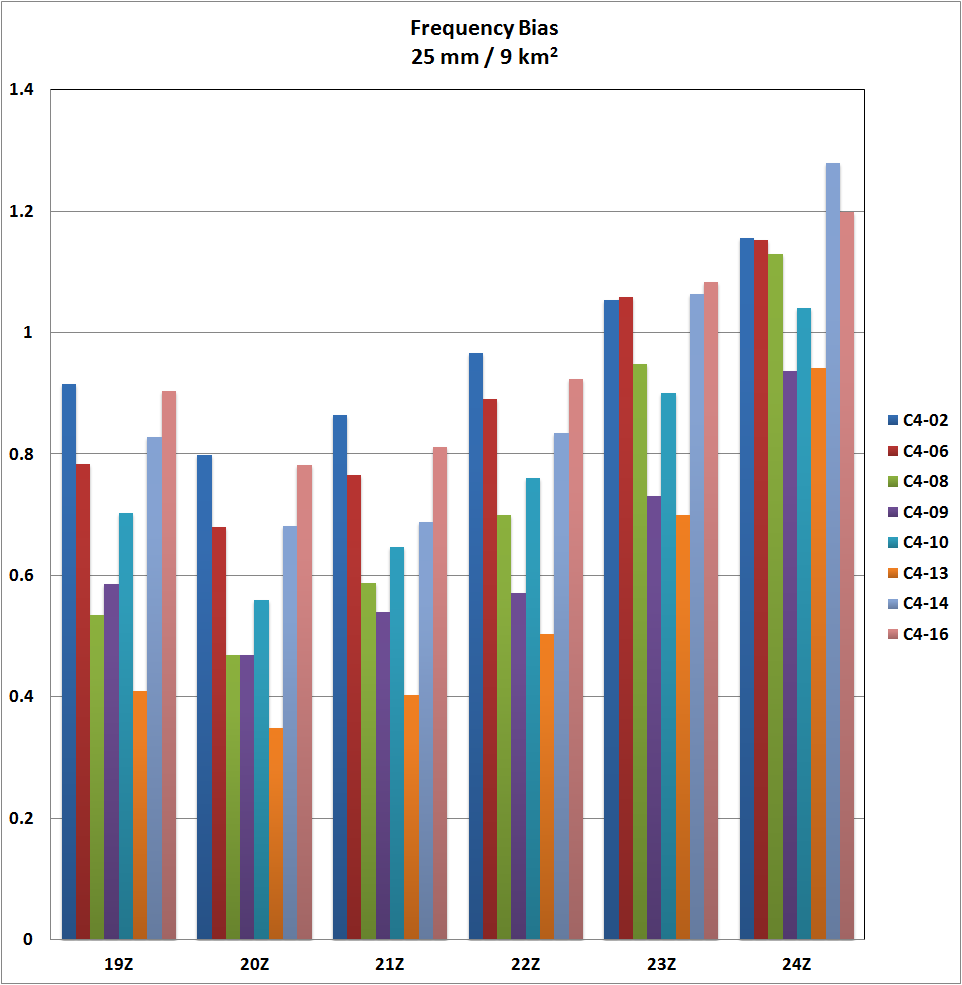 Frequency Bias
25 mm / 9 km²
1.4
1.2
1
0.8
0.6
0.4
0.2
0
19Z 20Z 21Z 22Z 23Z 24Z
C4-02
C4-06
C4-08
C4-09
C4-10
C4-13
C4-14
C4-16